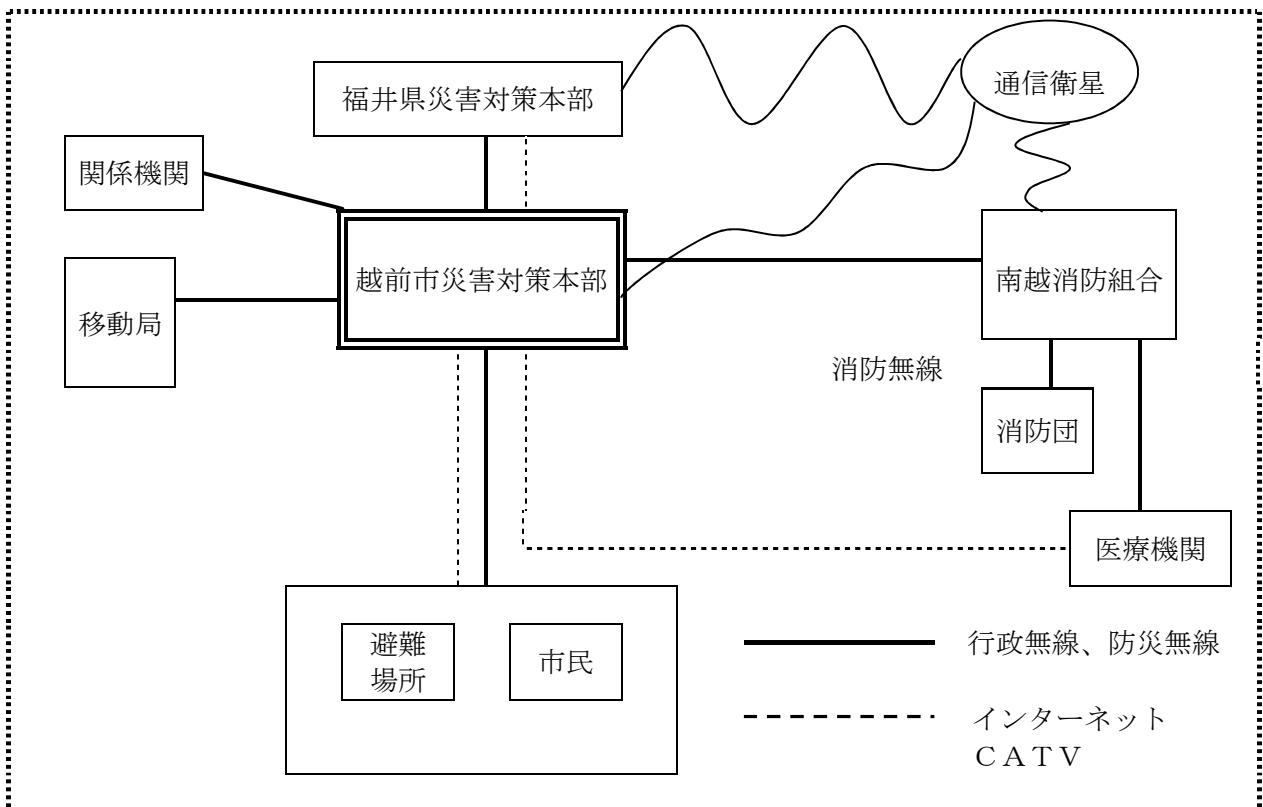 通信衛星
福井県災害対策本部
関係機関
越前市災害対策本部
南越消防組合
移動局
消防無線
消防団
医療機関
避難
場所
市民
行政無線、防災無線
インターネット
ＣＡＴＶ